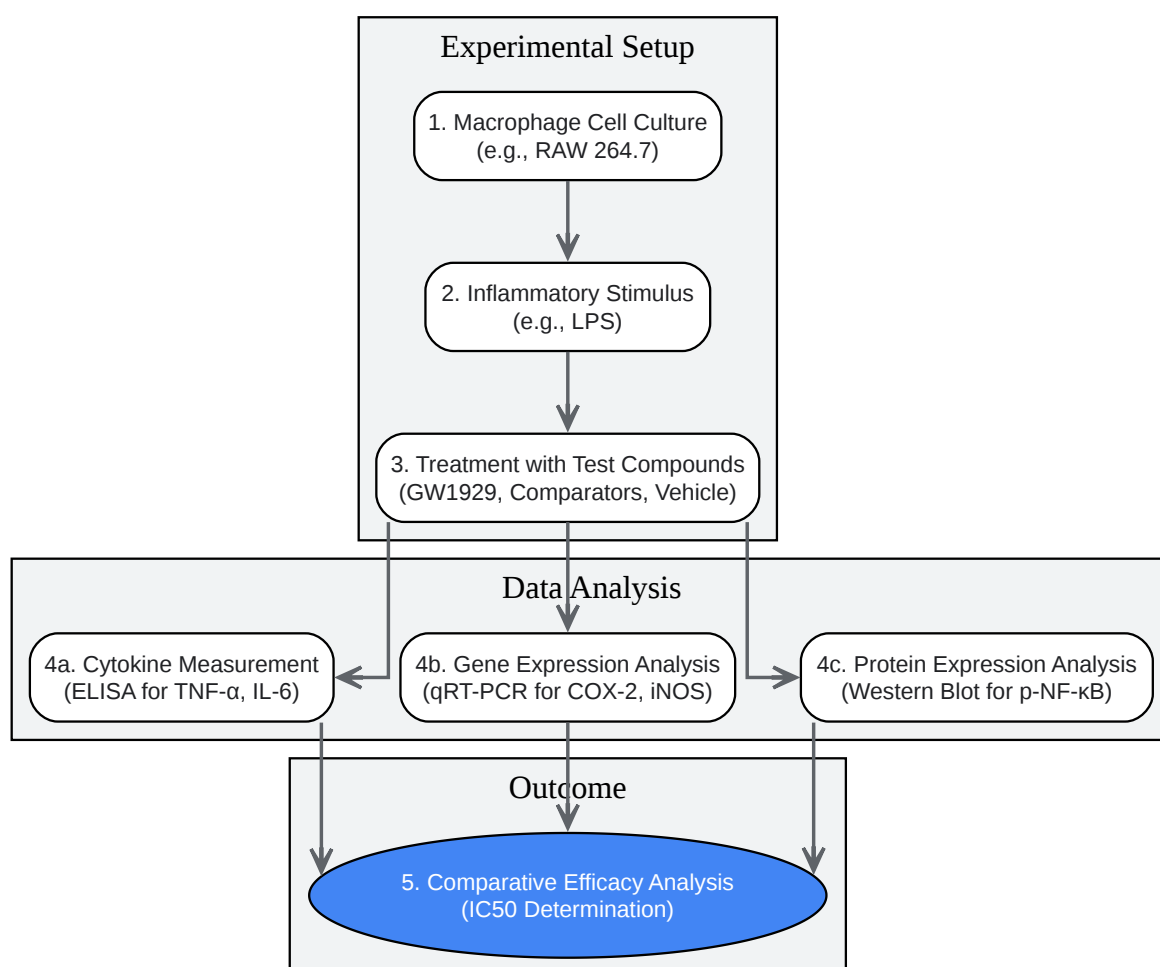 Experimental Setup
1. Macrophage Cell Culture
(e.g., RAW 264.7)
2. Inflammatory Stimulus
(e.g., LPS)
3. Treatment with Test Compounds
(GW1929, Comparators, Vehicle)
Data Analysis
4a. Cytokine Measurement
(ELISA for TNF-α, IL-6)
4b. Gene Expression Analysis
(qRT-PCR for COX-2, iNOS)
4c. Protein Expression Analysis
(Western Blot for p-NF-κB)
Outcome
5. Comparative Efficacy Analysis
(IC50 Determination)